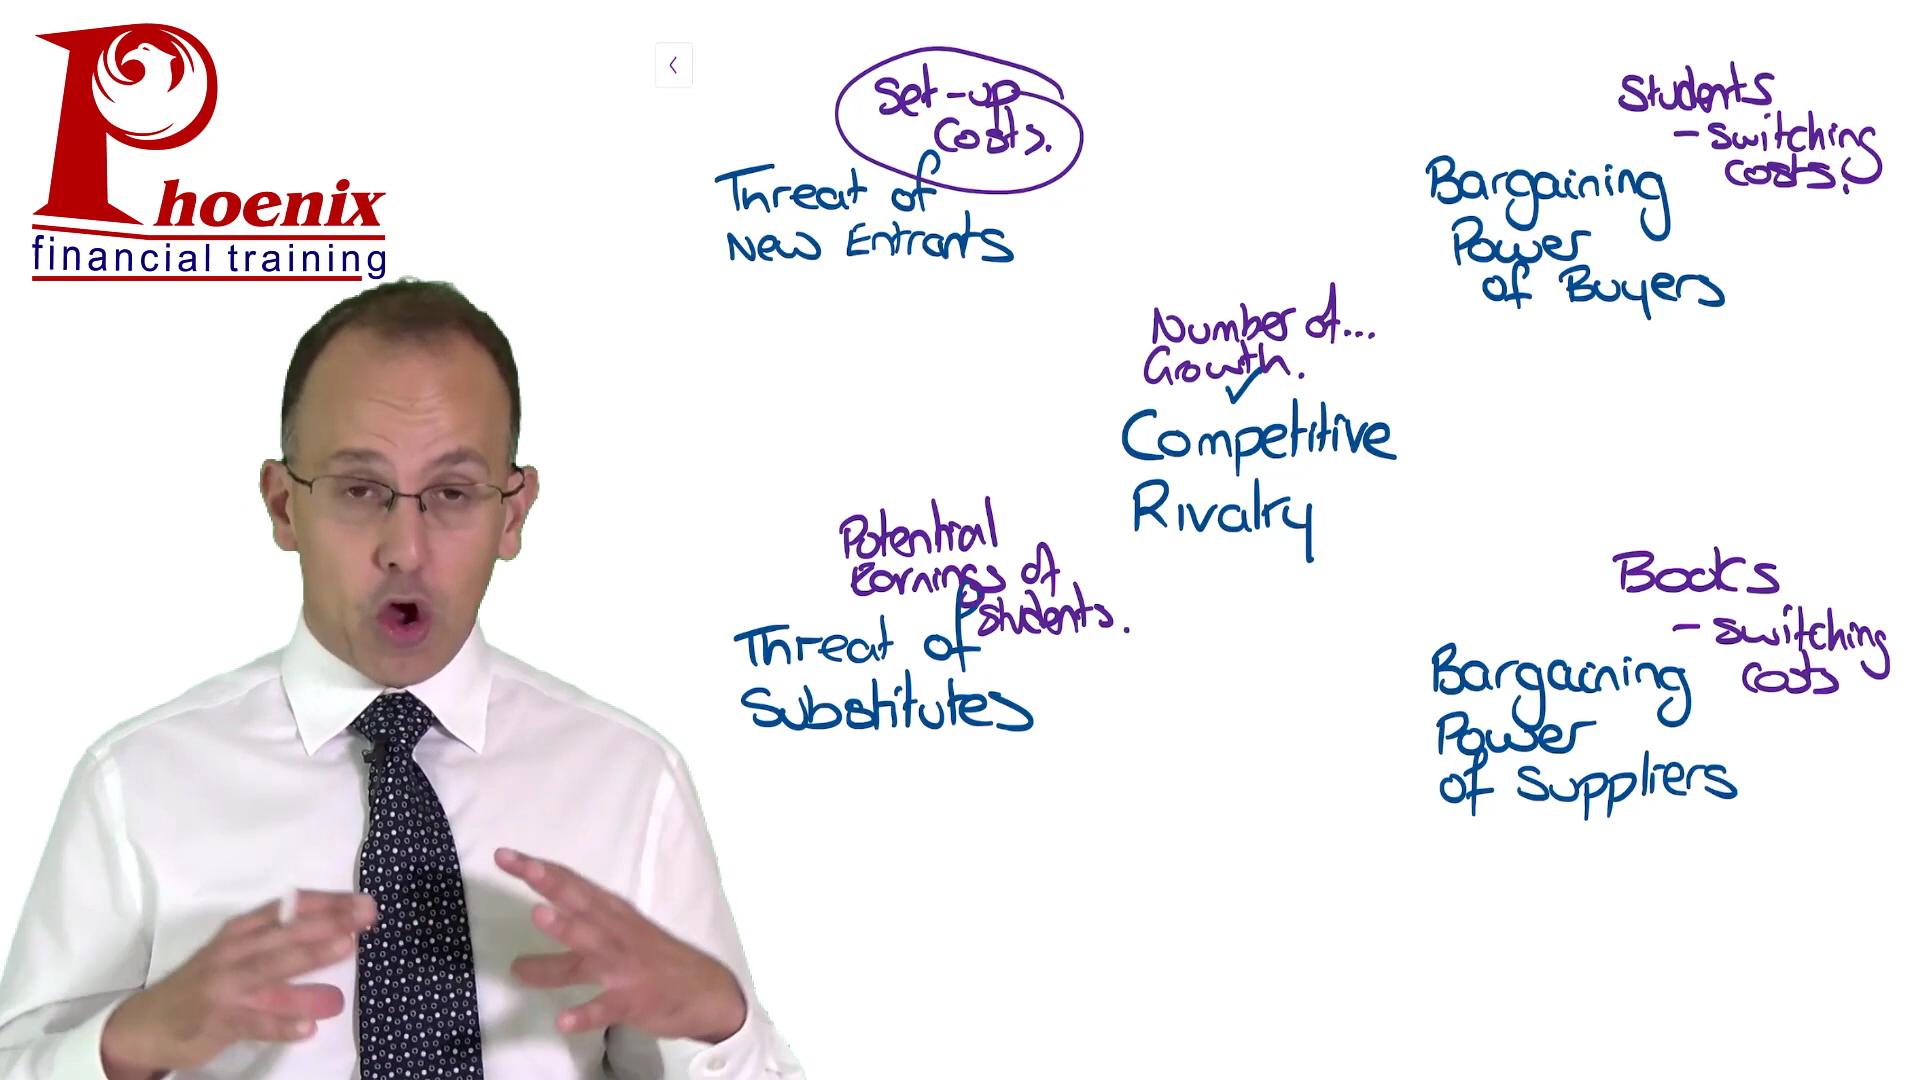 Phoenix
financial training
Set-up
Costs.
Threat of
New Entrants
Students
- switching
costs.
Bargaining
Power
of Buyers
Number of...
Growth.
Competitive
Rivalry
Potential
Earnings of
students.
Threat of
Substitutes
Books
- switching
costs
Bargaining
Power
of Suppliers